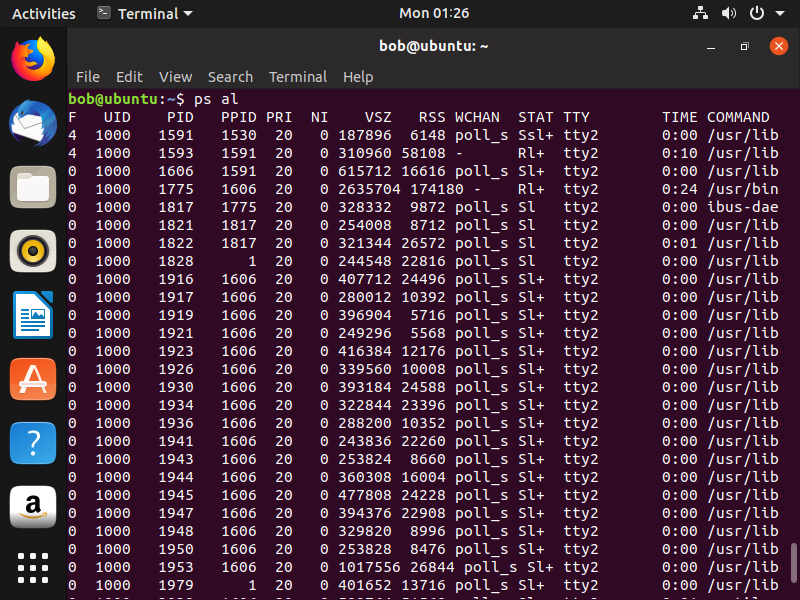 Activities Terminal Mon 01:26
bob@ubuntu: ~
File Edit View Search Terminal Help
bob@ubuntu:~$ ps al
F   UID   PID  PPID PRI  NI    VSZ   RSS WCHAN  STAT TTY        TIME COMMAND
4  1000  1591  1530  20   0 187896  6148 poll_s Ssl+ tty2       0:00 /usr/lib
4  1000  1593  1591  20   0 310960 58108 -      Rl+  tty2       0:10 /usr/lib
0  1000  1606  1591  20   0 615712 16616 poll_s Sl+  tty2       0:00 /usr/lib
0  1000  1775  1606  20   0 2635704 174180 -    Rl+  tty2       0:24 /usr/bin
0  1000  1817  1775  20   0 328332  9872 poll_s Sl   tty2       0:00 ibus-dae
0  1000  1821  1817  20   0 254008  8712 poll_s Sl   tty2       0:00 /usr/lib
0  1000  1822  1817  20   0 321344 26572 poll_s Sl   tty2       0:01 /usr/lib
0  1000  1828     1  20   0 244548 22816 poll_s Sl   tty2       0:00 /usr/lib
0  1000  1916  1606  20   0 407712 24496 poll_s Sl+  tty2       0:00 /usr/lib
0  1000  1917  1606  20   0 280012 10392 poll_s Sl+  tty2       0:00 /usr/lib
0  1000  1919  1606  20   0 396904  5716 poll_s Sl+  tty2       0:00 /usr/lib
0  1000  1921  1606  20   0 249296  5568 poll_s Sl+  tty2       0:00 /usr/lib
0  1000  1923  1606  20   0 416384 12176 poll_s Sl+  tty2       0:00 /usr/lib
0  1000  1926  1606  20   0 339560 10008 poll_s Sl+  tty2       0:00 /usr/lib
0  1000  1930  1606  20   0 393184 24588 poll_s Sl+  tty2       0:00 /usr/lib
0  1000  1934  1606  20   0 322844 23396 poll_s Sl+  tty2       0:00 /usr/lib
0  1000  1936  1606  20   0 288200 10352 poll_s Sl+  tty2       0:00 /usr/lib
0  1000  1941  1606  20   0 243836 22260 poll_s Sl+  tty2       0:00 /usr/lib
0  1000  1943  1606  20   0 253824  8660 poll_s Sl+  tty2       0:00 /usr/lib
0  1000  1944  1606  20   0 360308 16004 poll_s Sl+  tty2       0:00 /usr/lib
0  1000  1945  1606  20   0 477808 24228 poll_s Sl+  tty2       0:00 /usr/lib
0  1000  1947  1606  20   0 394376 22908 poll_s Sl+  tty2       0:00 /usr/lib
0  1000  1948  1606  20   0 329820  8996 poll_s Sl+  tty2       0:00 /usr/lib
0  1000  1950  1606  20   0 253828  8476 poll_s Sl+  tty2       0:00 /usr/lib
0  1000  1953  1606  20   0 1017556 26844 poll_s Sl+ tty2       0:00 /usr/lib
0  1000  1979     1  20   0 401652 13716 poll_s Sl+  tty2       0:00 /usr/lib